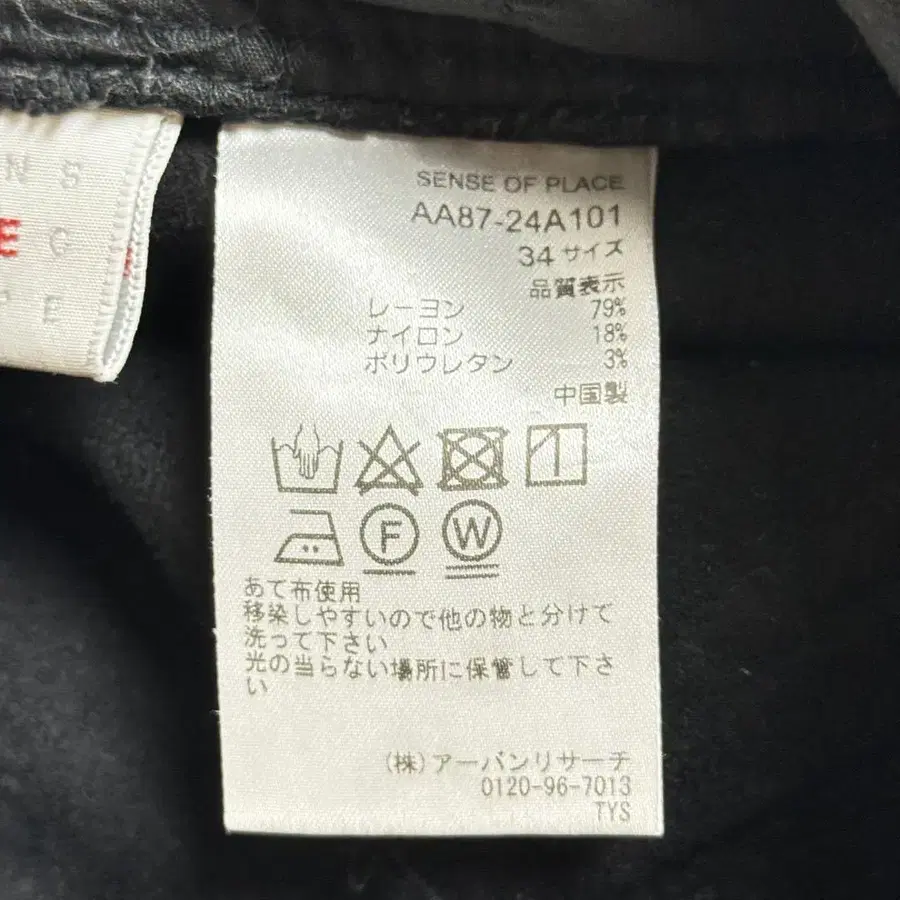 N S
E C
E
SENSE OF PLACE
AA87-24A101
34 サイズ
品質表示
レーヨン 79%
ナイロン 18%
ポリウレタン 3%
中国製
F W
あて布使用
移染しやすいので他の物と分けて
洗って下さい
光の当らない場所に保管して下さ
い
(株)アーバンリサーチ
0120-96-7013
TYS